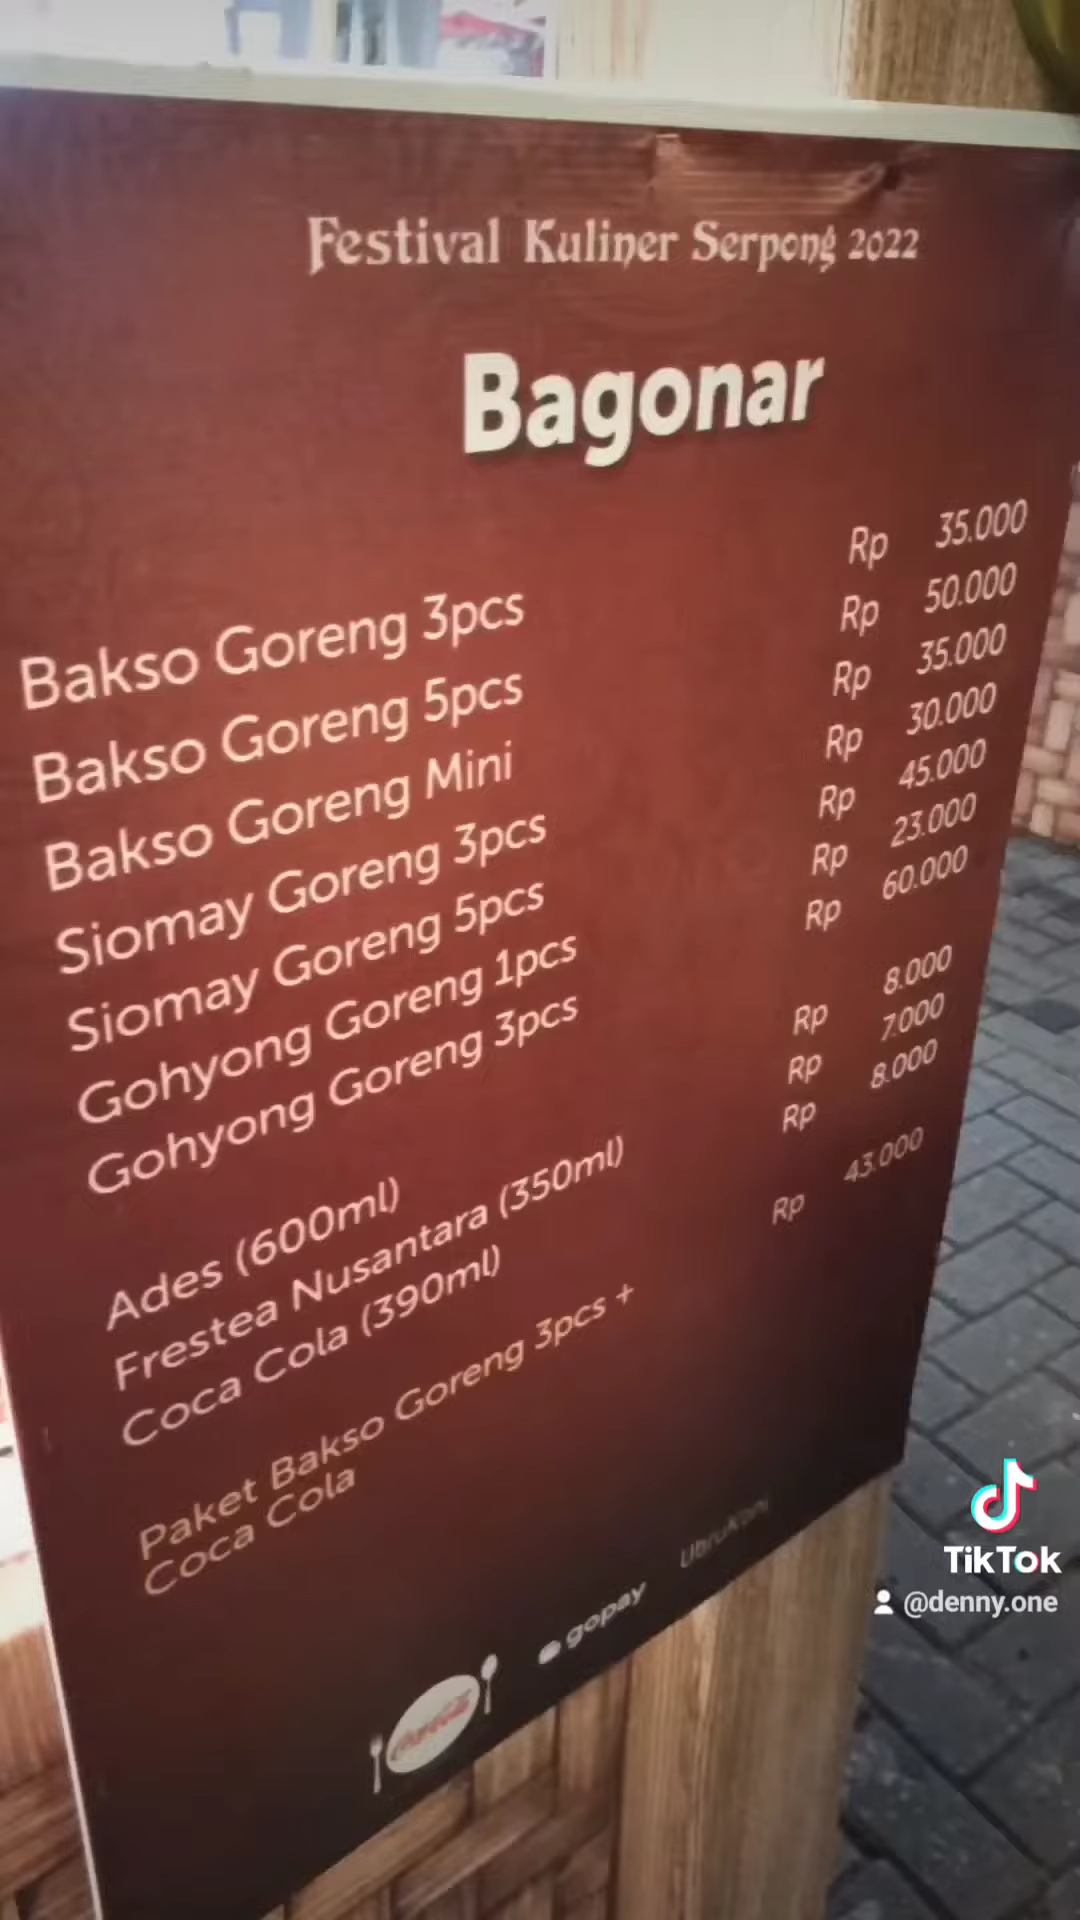 Festival Kuliner Serpong 2022
Bagonar
Bakso Goreng 3pcs Rp 35.000
Bakso Goreng 5pcs Rp 50.000
Bakso Goreng Mini Rp 35.000
Siomay Goreng 3pcs Rp 30.000
Siomay Goreng 5pcs Rp 45.000
Gohyong Goreng 1pcs Rp 23.000
Gohyong Goreng 3pcs Rp 60.000
Ades (600ml) Rp 8.000
Frestea Nusantara (350ml) Rp 7.000
Coca Cola (390ml) Rp 8.000
Paket Bakso Goreng 3pcs + Rp 43.000
Coca Cola
gopay
TikTok
@denny.one